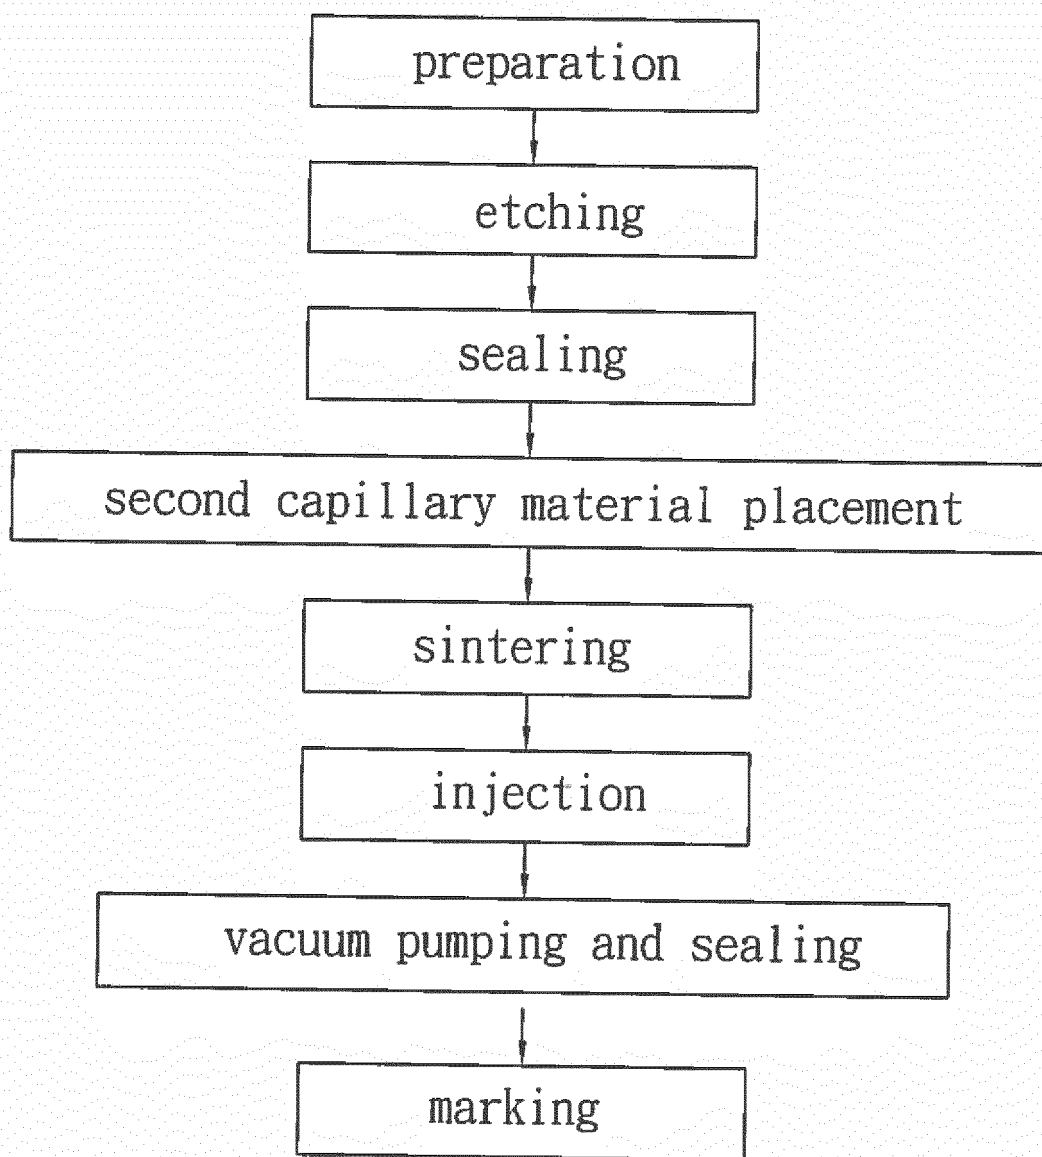 preparation
etching
sealing
second capillary material placement
sintering
injection
vacuum pumping and sealing
marking